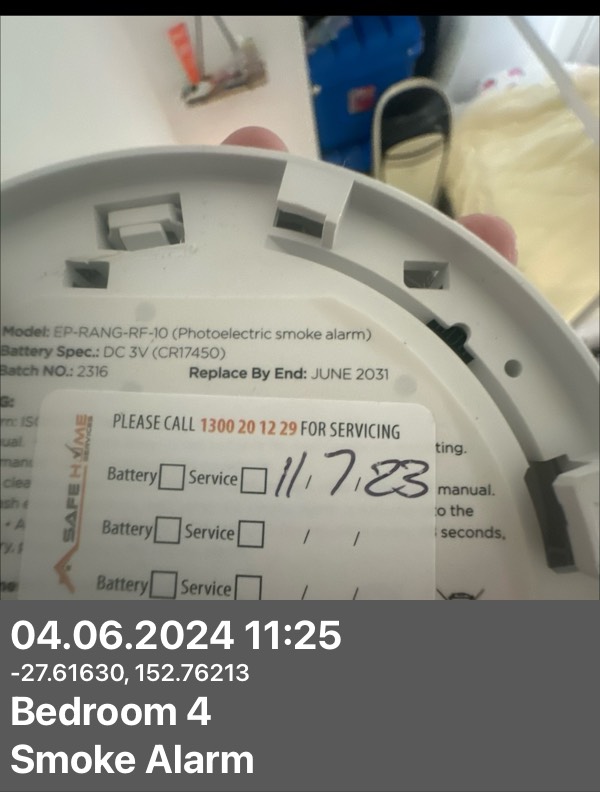 Model: EP-RANG-RF-10 (Photoelectric smoke alarm)
Battery Spec.: DC 3V (CR17450)
Batch NO.: 2316 Replace By End: JUNE 2031
G:
PLEASE CALL 1300 20 12 29 FOR SERVICING
ting.
SAFE HOME
SERVICES
Battery Service 11/7/23
manual.
o the
Battery Service / /
seconds,
Battery Service / /
04.06.2024 11:25
-27.61630, 152.76213
Bedroom 4
Smoke Alarm